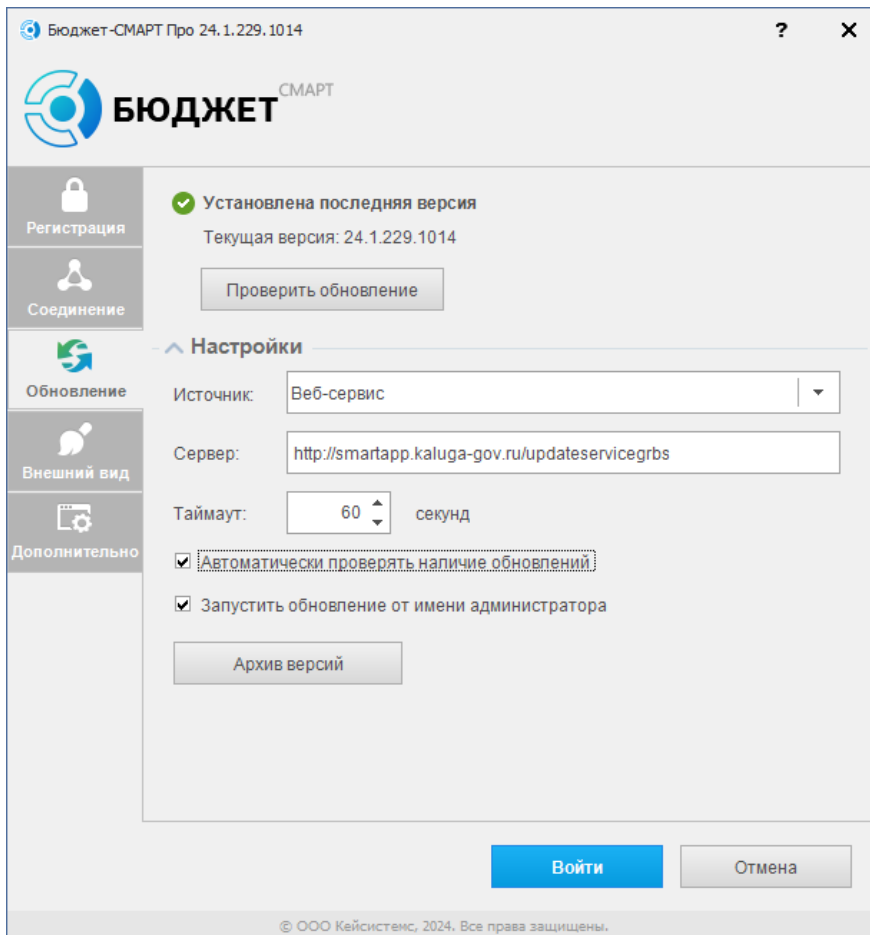 Бюджет-СМАРТ Про 24.1.229.1014
?
БЮДЖЕТ СМАРТ
Регистрация
Соединение
Обновление
Внешний вид
Дополнительно
Установлена последняя версия
Текущая версия: 24.1.229.1014
Проверить обновление
Настройки
Источник: Веб-сервис
Сервер: http://smartapp.kaluga-gov.ru/updateservicegrbs
Таймаут: 60 секунд
Автоматически проверять наличие обновлений
Запустить обновление от имени администратора
Архив версий
Войти Отмена
© ООО Кейсистемс, 2024. Все права защищены.